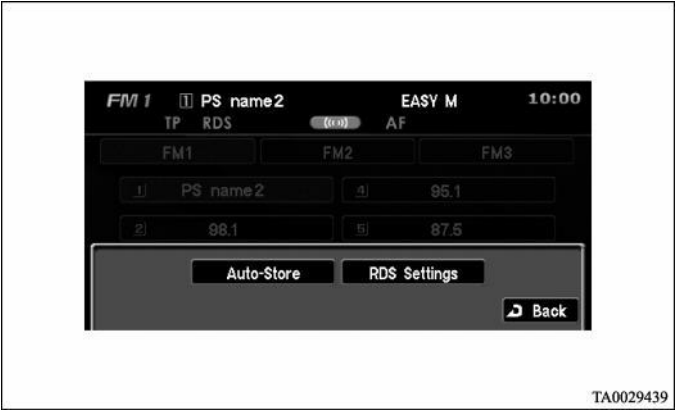 FM 1 1 PS name2 EASY M 10:00
TP RDS ((( ))) AF
FM1 FM2 FM3
1 PS name2 4 95.1
2 98.1 5 87.5
Auto-Store RDS Settings
Back
TA0029439